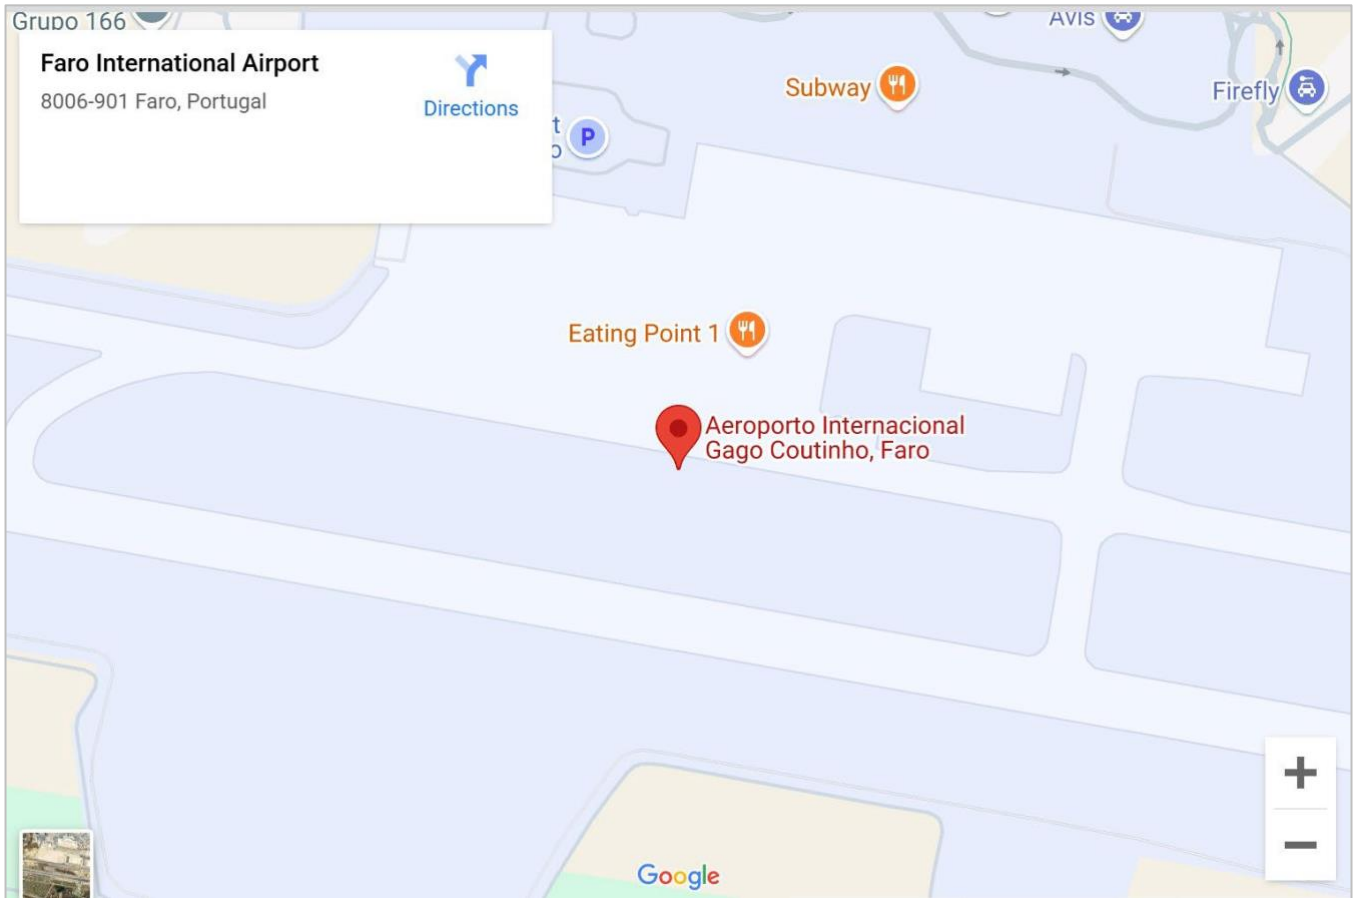 Grupo 166
Avis
Faro International Airport
8006-901 Faro, Portugal
Directions
Subway
Firefly
t
P
o
Eating Point 1
Aeroporto Internacional
Gago Coutinho, Faro
+
−
Google